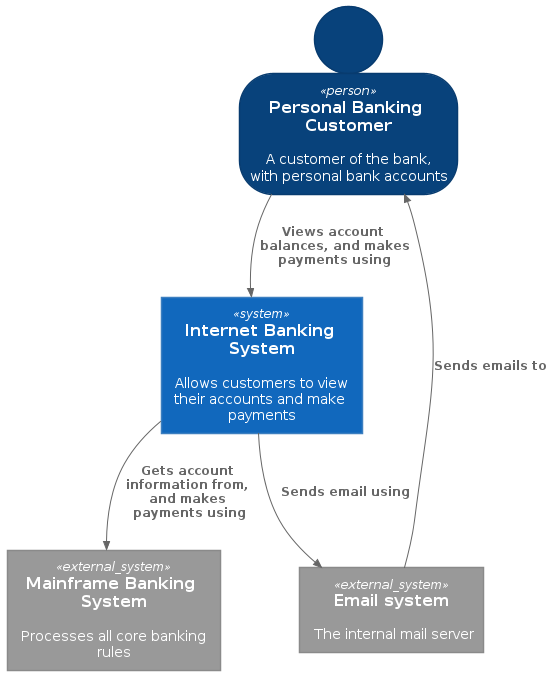 «person»
Personal Banking
Customer
A customer of the bank,
with personal bank accounts
Views account
balances, and makes
payments using
«system»
Internet Banking
System
Allows customers to view
their accounts and make
payments
Sends emails to
Gets account
information from,
and makes
payments using
Sends email using
«external_system»
Mainframe Banking
System
Processes all core banking
rules
«external_system»
Email system
The internal mail server